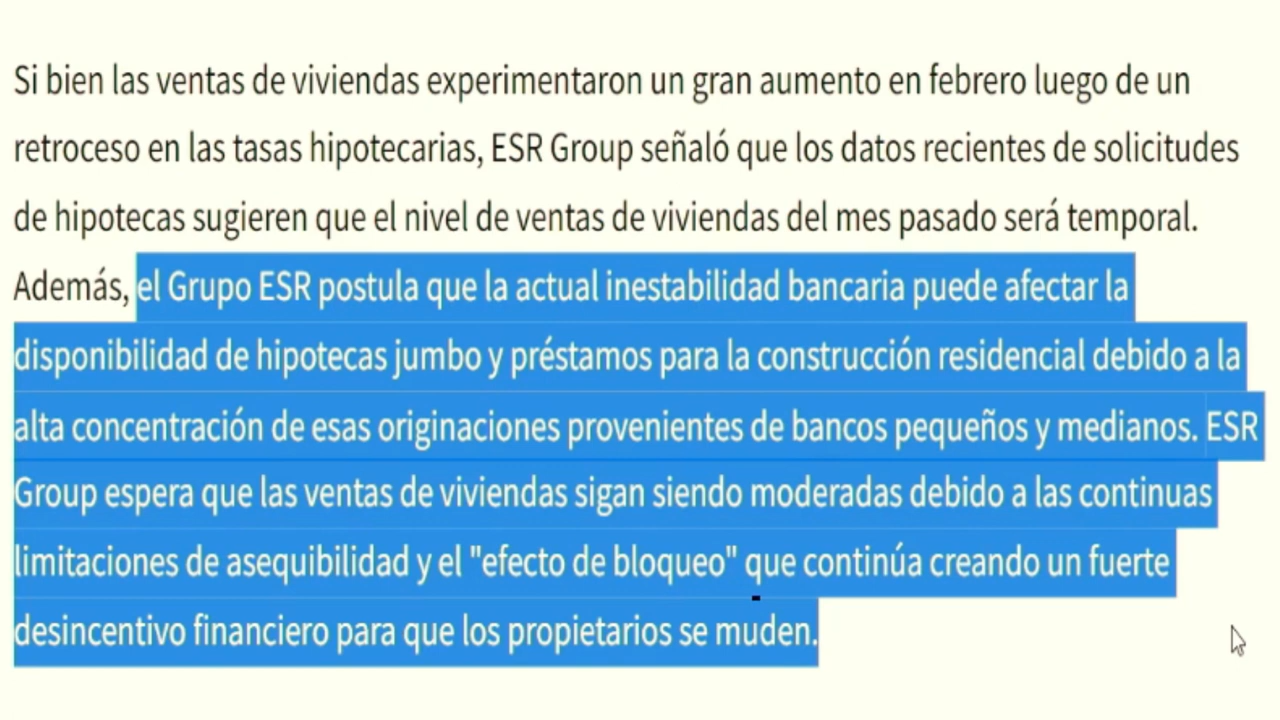 Si bien las ventas de viviendas experimentaron un gran aumento en febrero luego de un
retroceso en las tasas hipotecarias, ESR Group señaló que los datos recientes de solicitudes
de hipotecas sugieren que el nivel de ventas de viviendas del mes pasado será temporal.
Además, el Grupo ESR postula que la actual inestabilidad bancaria puede afectar la
disponibilidad de hipotecas jumbo y préstamos para la construcción residencial debido a la
alta concentración de esas originaciones provenientes de bancos pequeños y medianos. ESR
Group espera que las ventas de viviendas sigan siendo moderadas debido a las continuas
limitaciones de asequibilidad y el "efecto de bloqueo" que continúa creando un fuerte
desincentivo financiero para que los propietarios se muden.